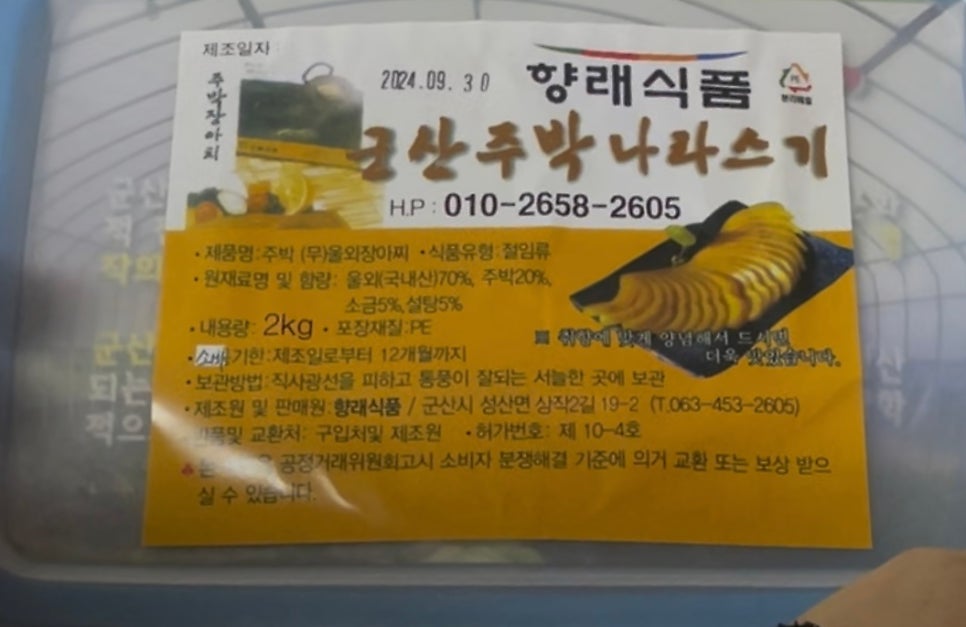 제조일자
주박장아찌
2024.09.30
향래식품
PE
분리배출
군산주박나라스기
H.P : 010-2658-2605
• 제품명: 주박 (무)울외장아찌 • 식품유형: 절임류
• 원재료명 및 함량: 울외(국내산)70%, 주박20%,
소금5%, 설탕5%
• 내용량: 2kg • 포장재질:PE
• 소비기한:제조일로부터 12개월까지
• 보관방법: 직사광선을 피하고 통풍이 잘되는 서늘한 곳에 보관
• 제조원 및 판매원: 향래식품 / 군산시 성산면 상작2길 19-2 (T.063-453-2605)
및 교환처: 구입처및 제조원 • 허가번호: 제 10-4호
공정거래위원회고시 소비자 분쟁해결 기준에 의거 교환 또는 보상 받으
실 수 있습니다.
▣ 취향에 맞게 양념해서 드시면
더욱 맛있습니다.
군산
되는
적으